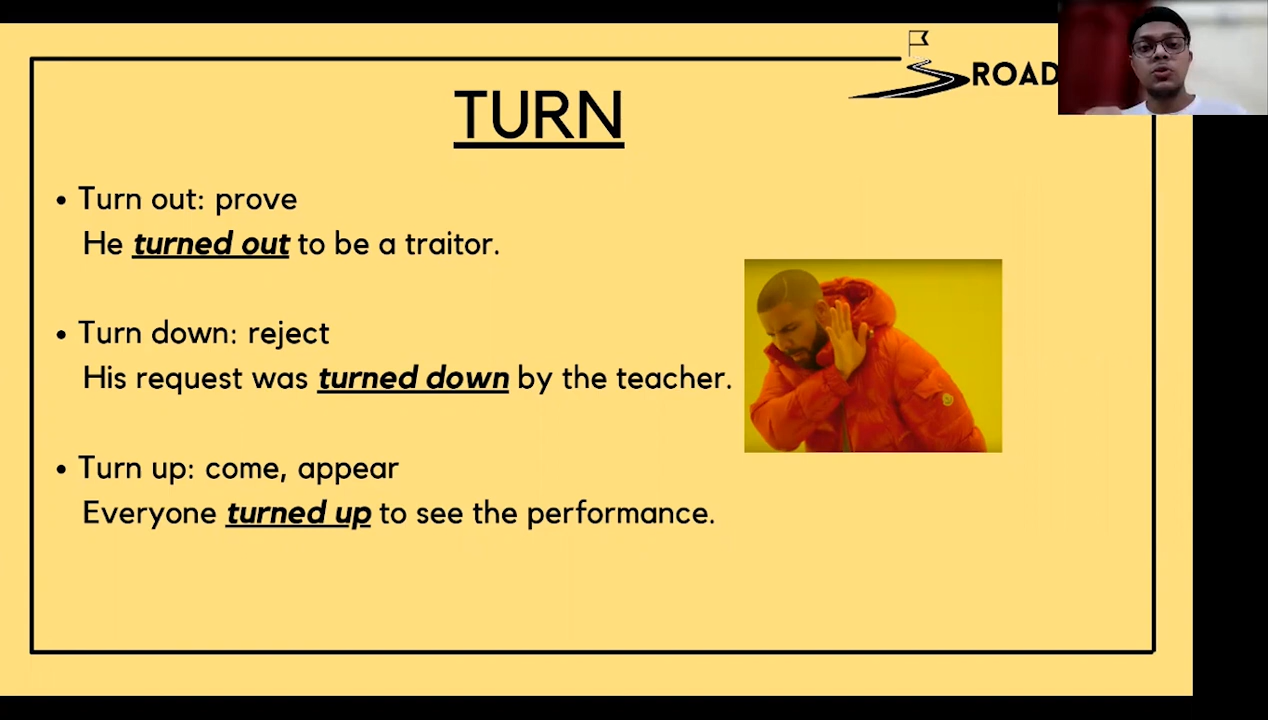 ROAD
TURN
• Turn out: prove
He turned out to be a traitor.
• Turn down: reject
His request was turned down by the teacher.
• Turn up: come, appear
Everyone turned up to see the performance.